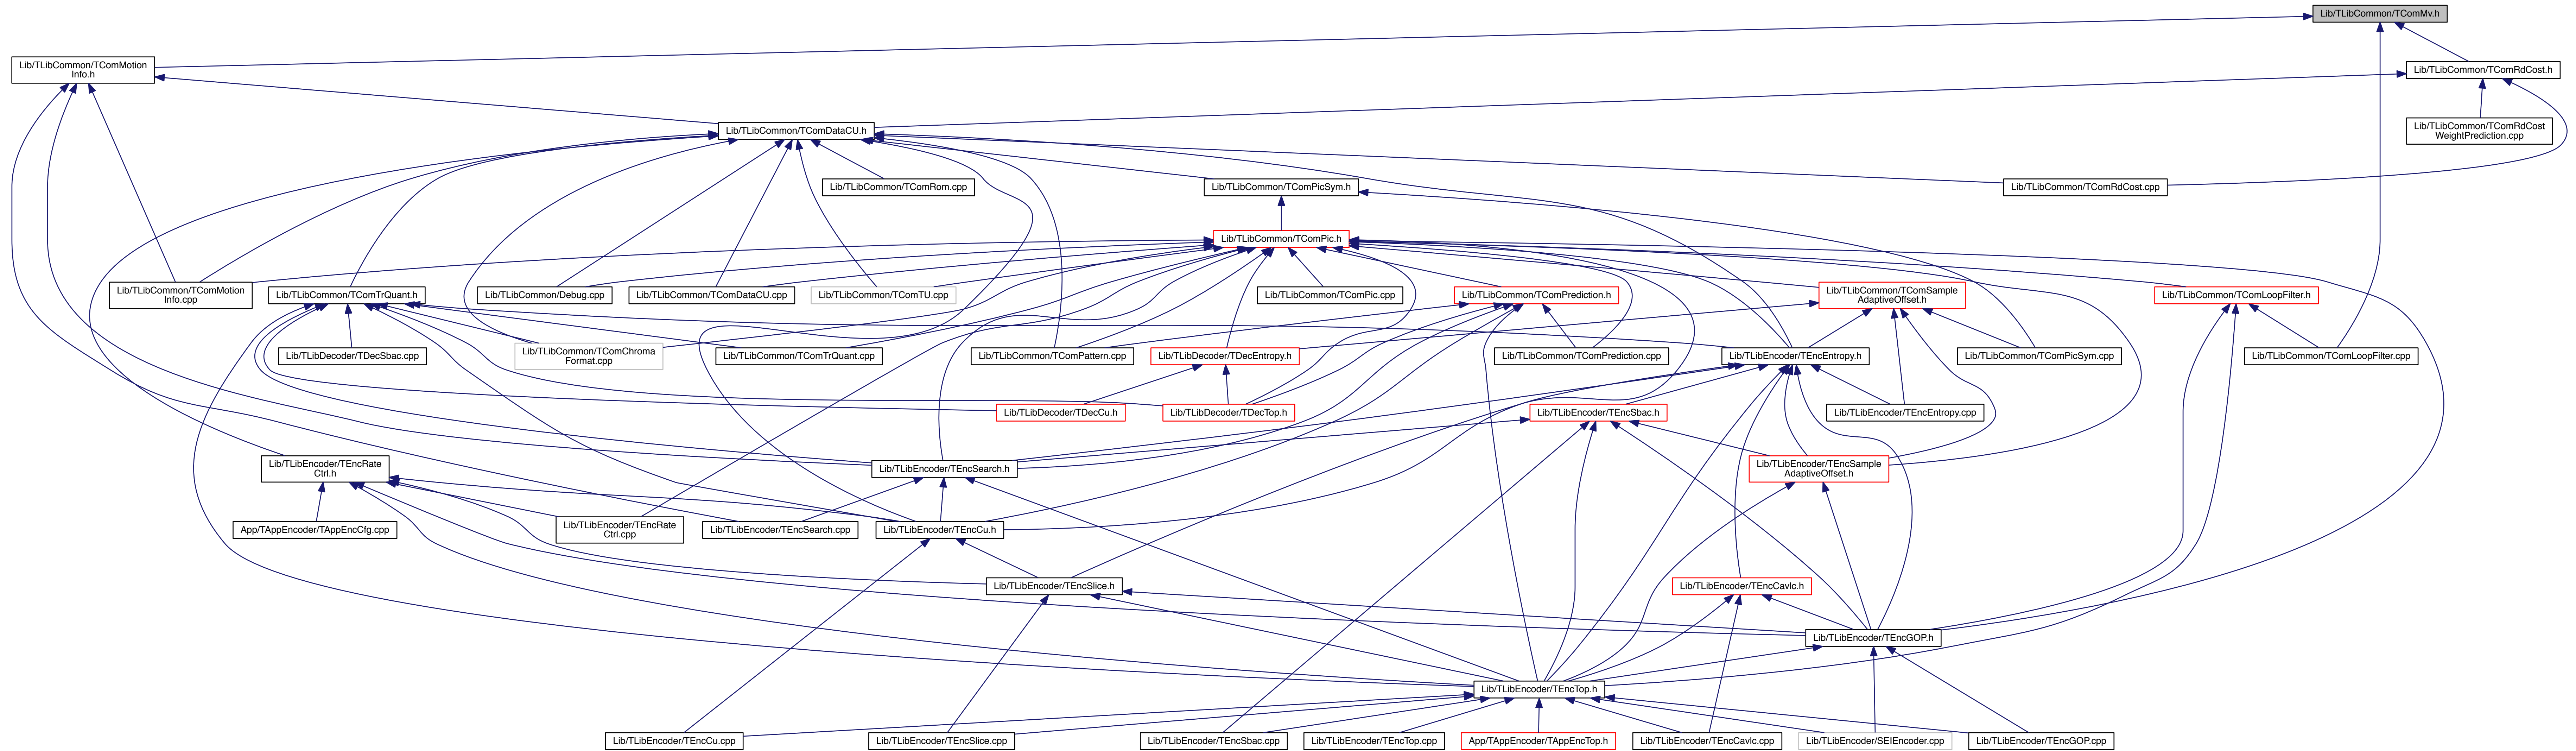 Lib/TLibCommon/TComMv.h
Lib/TLibCommon/TComMotion
Info.h
Lib/TLibCommon/TComRdCost.h
Lib/TLibCommon/TComDataCU.h
Lib/TLibCommon/TComRdCost
WeightPrediction.cpp
Lib/TLibCommon/TComRom.cpp
Lib/TLibCommon/TComPicSym.h
Lib/TLibCommon/TComRdCost.cpp
Lib/TLibCommon/TComPic.h
Lib/TLibCommon/TComMotion
Info.cpp
Lib/TLibCommon/TComTrQuant.h
Lib/TLibCommon/Debug.cpp
Lib/TLibCommon/TComDataCU.cpp
Lib/TLibCommon/TComTU.cpp
Lib/TLibCommon/TComPic.cpp
Lib/TLibCommon/TComPrediction.h
Lib/TLibCommon/TComSample
AdaptiveOffset.h
Lib/TLibCommon/TComLoopFilter.h
Lib/TLibDecoder/TDecSbac.cpp
Lib/TLibCommon/TComChroma
Format.cpp
Lib/TLibCommon/TComTrQuant.cpp
Lib/TLibCommon/TComPattern.cpp
Lib/TLibDecoder/TDecEntropy.h
Lib/TLibCommon/TComPrediction.cpp
Lib/TLibEncoder/TEncEntropy.h
Lib/TLibCommon/TComPicSym.cpp
Lib/TLibCommon/TComLoopFilter.cpp
Lib/TLibDecoder/TDecCu.h
Lib/TLibDecoder/TDecTop.h
Lib/TLibEncoder/TEncSbac.h
Lib/TLibEncoder/TEncEntropy.cpp
Lib/TLibEncoder/TEncRate
Ctrl.h
Lib/TLibEncoder/TEncSearch.h
Lib/TLibEncoder/TEncSample
AdaptiveOffset.h
App/TAppEncoder/TAppEncCfg.cpp
Lib/TLibEncoder/TEncRate
Ctrl.cpp
Lib/TLibEncoder/TEncSearch.cpp
Lib/TLibEncoder/TEncCu.h
Lib/TLibEncoder/TEncSlice.h
Lib/TLibEncoder/TEncCavlc.h
Lib/TLibEncoder/TEncGOP.h
Lib/TLibEncoder/TEncTop.h
Lib/TLibEncoder/TEncCu.cpp
Lib/TLibEncoder/TEncSlice.cpp
Lib/TLibEncoder/TEncSbac.cpp
Lib/TLibEncoder/TEncTop.cpp
App/TAppEncoder/TAppEncTop.h
Lib/TLibEncoder/TEncCavlc.cpp
Lib/TLibEncoder/SEIEncoder.cpp
Lib/TLibEncoder/TEncGOP.cpp